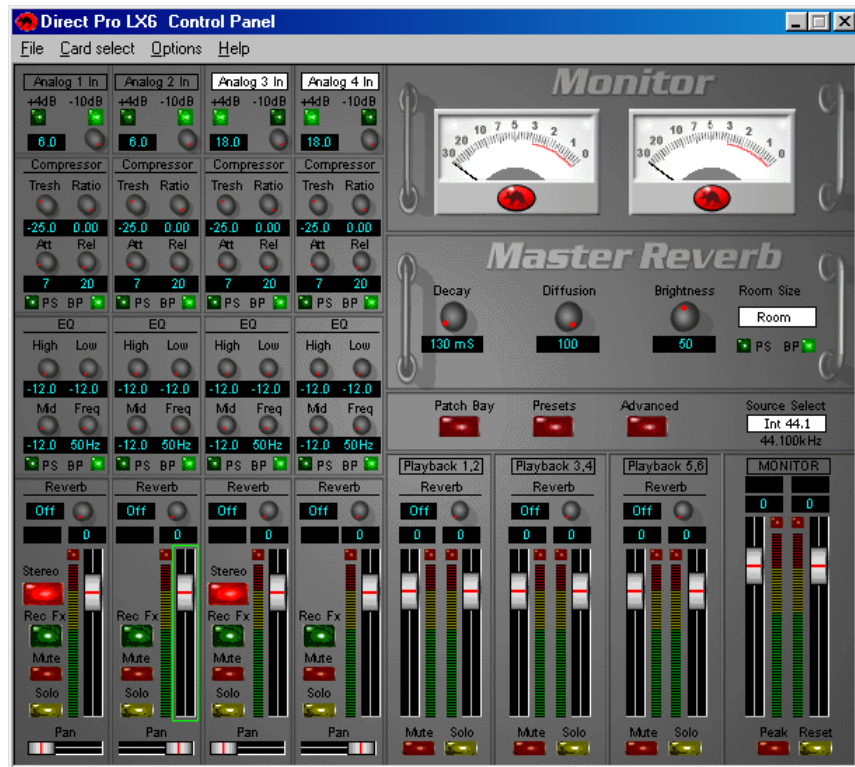 Direct Pro LX6 Control Panel
File Card select Options Help
Analog 1 In Analog 2 In Analog 3 In Analog 4 In
+4dB -10dB +4dB -10dB +4dB -10dB +4dB -10dB
6.0 6.0 18.0 18.0
Compressor Compressor Compressor Compressor
Tresh Ratio Tresh Ratio Tresh Ratio Tresh Ratio
-25.0 0.00 -25.0 0.00 -25.0 0.00 -25.0 0.00
Att Rel Att Rel Att Rel Att Rel
7 20 7 20 7 20 7 20
PS BP PS BP PS BP PS BP
EQ EQ EQ EQ
High Low High Low High Low High Low
-12.0 -12.0 -12.0 -12.0 -12.0 -12.0 -12.0 -12.0
Mid Freq Mid Freq Mid Freq Mid Freq
-12.0 50Hz -12.0 50Hz -12.0 50Hz -12.0 50Hz
PS BP PS BP PS BP PS BP
Reverb Reverb Reverb Reverb
Off Off Off Off
0 0 0 0
Stereo Stereo
Rec Fx Rec Fx Rec Fx Rec Fx
Mute Mute Mute Mute
Solo Solo Solo Solo
Pan Pan Pan Pan
Monitor
30 20 10 7 5 3 2 1 0 30 20 10 7 5 3 2 1 0
Master Reverb
Decay Diffusion Brightness Room Size
Room
130 mS 100 50 PS BP
Patch Bay Presets Advanced Source Select
Int 44.1
44.100kHz
Playback 1,2 Playback 3,4 Playback 5,6 MONITOR
Reverb Reverb Reverb
Off Off Off
0 0 0 0 0 0 0 0
Mute Solo Mute Solo Mute Solo Peak Reset